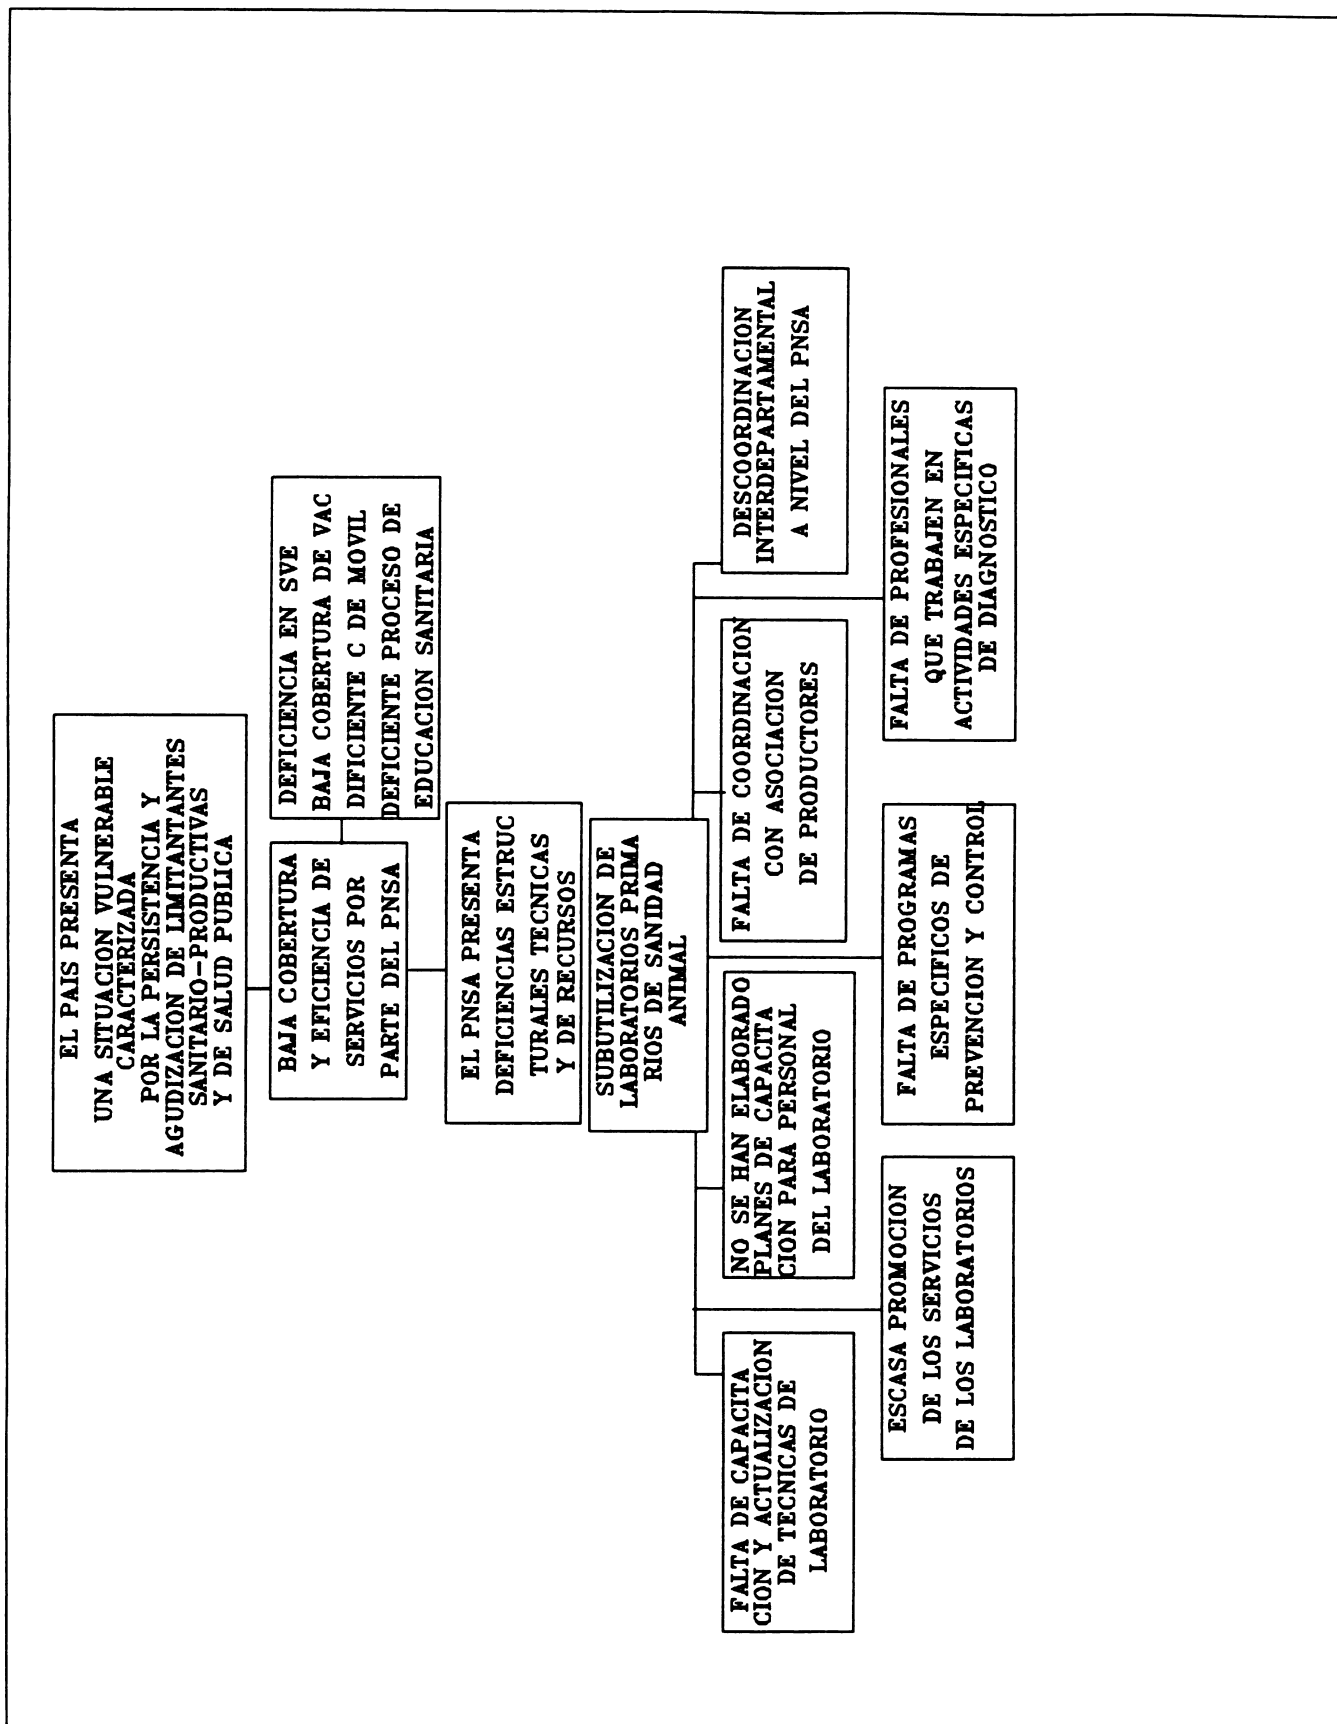 EL PAIS PRESENTA
UNA SITUACION VULNERABLE
CARACTERIZADA
POR LA PERSISTENCIA Y
AGUDIZACION DE LIMITANTES
SANITARIO-PRODUCTIVAS
Y DE SALUD PUBLICA
BAJA COBERTURA
Y EFICIENCIA DE
SERVICIOS POR
PARTE DEL PNSA
DEFICIENCIA EN SVE
BAJA COBERTURA DE VAC
DIFICIENTE C DE MOVIL
DEFICIENTE PROCESO DE
EDUCACION SANITARIA
EL PNSA PRESENTA
DEFICIENCIAS ESTRUC
TURALES TECNICAS
Y DE RECURSOS
SUBUTILIZACION DE
LABORATORIOS PRIMA
RIOS DE SANIDAD
ANIMAL
FALTA DE CAPACITA
CION Y ACTUALIZACION
DE TECNICAS DE
LABORATORIO
NO SE HAN ELABORADO
PLANES DE CAPACITA
CION PARA PERSONAL
DEL LABORATORIO
FALTA DE COORDINACION
CON ASOCIACION
DE PRODUCTORES
DESCOORDINACION
INTERDEPARTAMENTAL
A NIVEL DEL PNSA
ESCASA PROMOCION
DE LOS SERVICIOS
DE LOS LABORATORIOS
FALTA DE PROGRAMAS
ESPECIFICOS DE
PREVENCION Y CONTROL
FALTA DE PROFESIONALES
QUE TRABAJEN EN
ACTIVIDADES ESPECIFICAS
DE DIAGNOSTICO